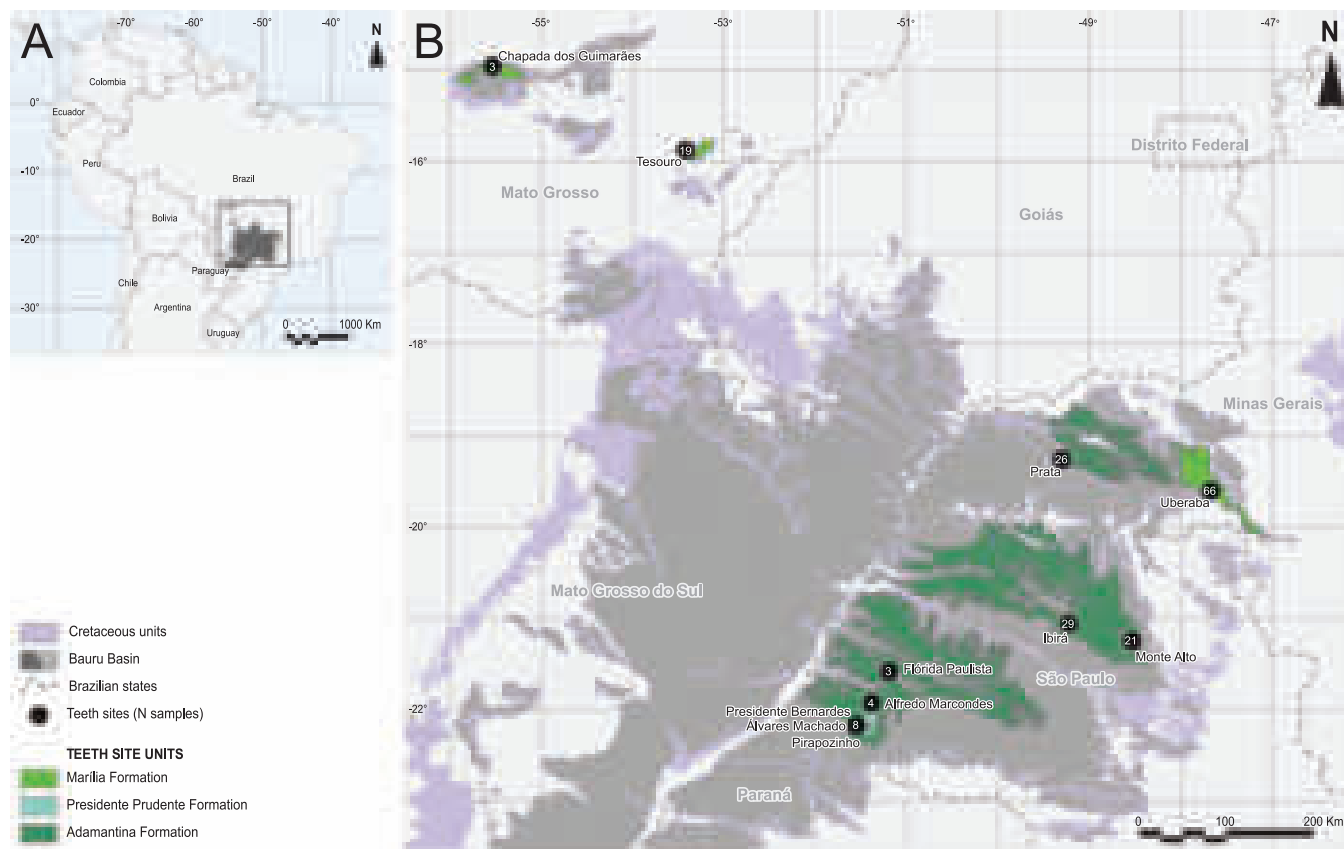 A
-70°
-60°
-50°
-40°
N
Colombia
0°
Ecuador
Peru
-10°
Brazil
Bolivia
-20°
Paraguay
Chile
Argentina
-30°
Uruguay
0 1000 Km
B
-55°
-53°
-51°
-49°
-47°
N
3
Chapada dos Guimarães
19
Tesouro
-16°
Distrito Federal
Mato Grosso
Goiás
-18°
Minas Gerais
26
Prata
66
Uberaba
-20°
Mato Grosso do Sul
29
Ibirá
21
Monte Alto
3
Flórida Paulista
São Paulo
4
Alfredo Marcondes
-22°
Presidente Bernardes
Álvares Machado
8
Pirapozinho
Paraná
0 100 200 Km
Cretaceous units
Bauru Basin
Brazilian states
Teeth sites (N samples)
TEETH SITE UNITS
Marília Formation
Presidente Prudente Formation
Adamantina Formation